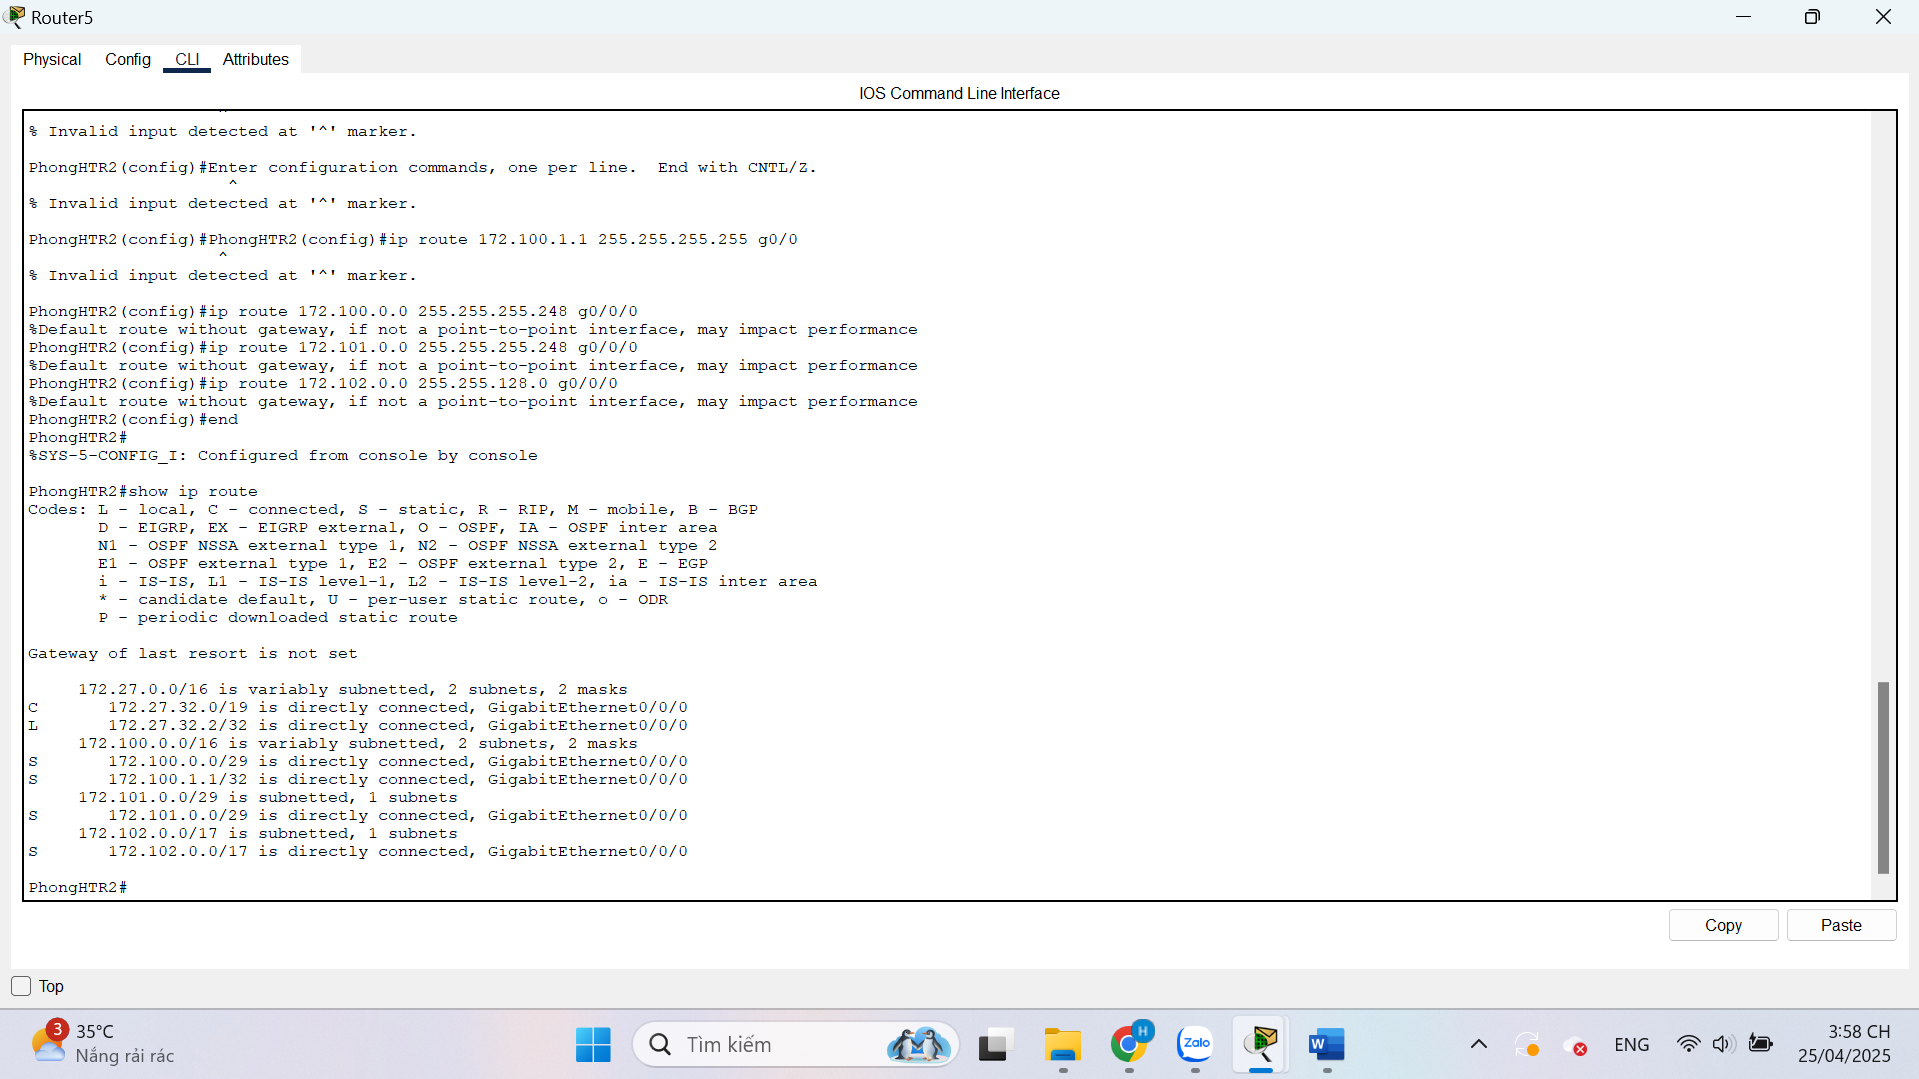 Router5
Physical Config CLI Attributes
IOS Command Line Interface
^
% Invalid input detected at '^' marker.
PhongHTR2(config)#Enter configuration commands, one per line.  End with CNTL/Z.
^
% Invalid input detected at '^' marker.
PhongHTR2(config)#PhongHTR2(config)#ip route 172.100.1.1 255.255.255.255 g0/0
^
% Invalid input detected at '^' marker.
PhongHTR2(config)#ip route 172.100.0.0 255.255.255.248 g0/0/0
%Default route without gateway, if not a point-to-point interface, may impact performance
PhongHTR2(config)#ip route 172.101.0.0 255.255.255.248 g0/0/0
%Default route without gateway, if not a point-to-point interface, may impact performance
PhongHTR2(config)#ip route 172.102.0.0 255.255.128.0 g0/0/0
%Default route without gateway, if not a point-to-point interface, may impact performance
PhongHTR2(config)#end
PhongHTR2#
%SYS-5-CONFIG_I: Configured from console by console
PhongHTR2#show ip route
Codes: L - local, C - connected, S - static, R - RIP, M - mobile, B - BGP
D - EIGRP, EX - EIGRP external, O - OSPF, IA - OSPF inter area
N1 - OSPF NSSA external type 1, N2 - OSPF NSSA external type 2
E1 - OSPF external type 1, E2 - OSPF external type 2, E - EGP
i - IS-IS, L1 - IS-IS level-1, L2 - IS-IS level-2, ia - IS-IS inter area
* - candidate default, U - per-user static route, o - ODR
P - periodic downloaded static route
Gateway of last resort is not set
172.27.0.0/16 is variably subnetted, 2 subnets, 2 masks
C 172.27.32.0/19 is directly connected, GigabitEthernet0/0/0
L 172.27.32.2/32 is directly connected, GigabitEthernet0/0/0
172.100.0.0/16 is variably subnetted, 2 subnets, 2 masks
S 172.100.0.0/29 is directly connected, GigabitEthernet0/0/0
S 172.100.1.1/32 is directly connected, GigabitEthernet0/0/0
172.101.0.0/29 is subnetted, 1 subnets
S 172.101.0.0/29 is directly connected, GigabitEthernet0/0/0
172.102.0.0/17 is subnetted, 1 subnets
S 172.102.0.0/17 is directly connected, GigabitEthernet0/0/0
PhongHTR2#
Copy Paste
Top
3 35°C
Nắng rải rác
Tìm kiếm
H
Zalo
W
ENG
3:58 CH
25/04/2025